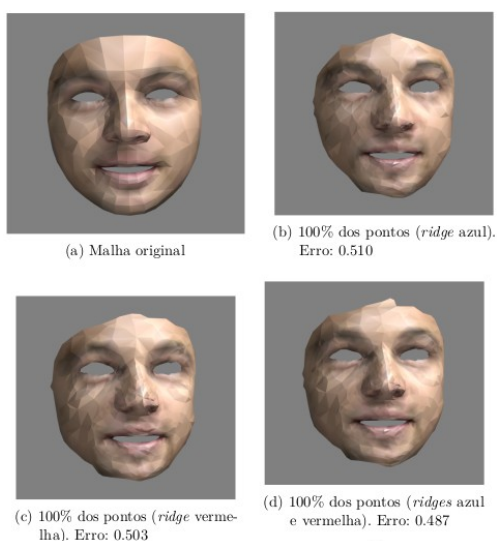 (a) Malha original
(b) 100% dos pontos (ridge azul).
Erro: 0.510
(c) 100% dos pontos (ridge verme-
lha). Erro: 0.503
(d) 100% dos pontos (ridges azul
e vermelha). Erro: 0.487